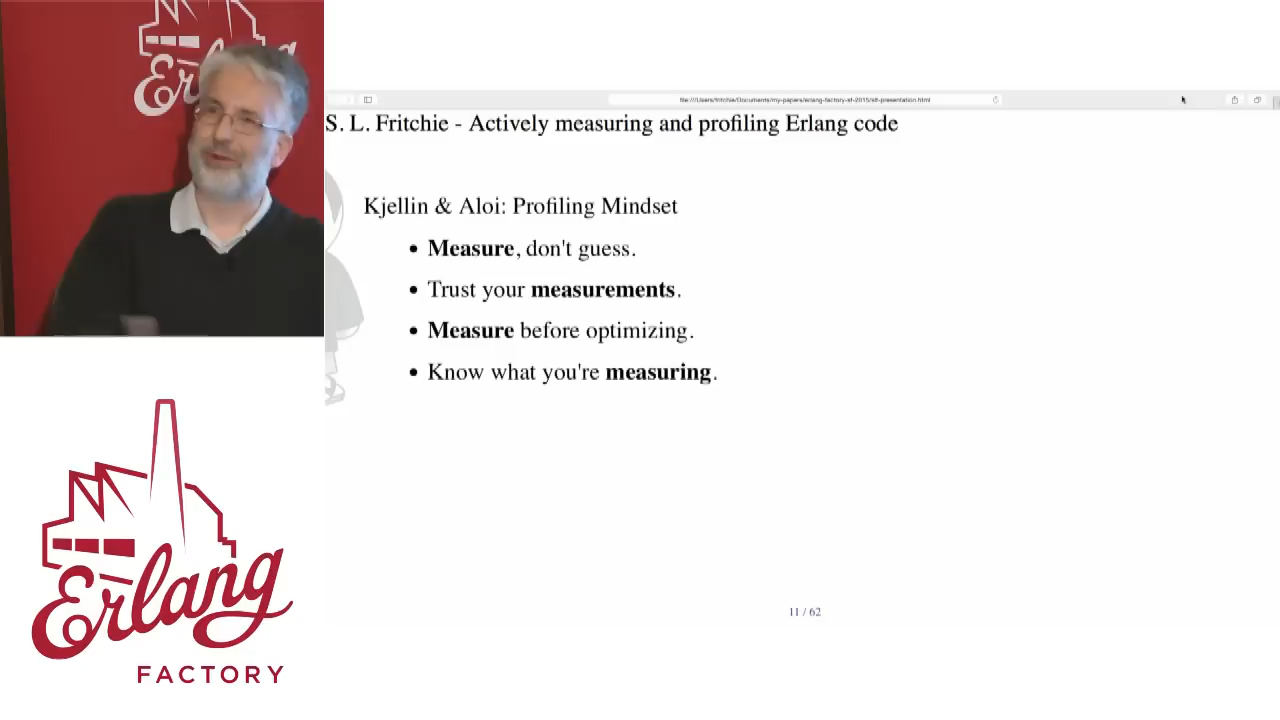 Erlang
file:///Users/fritchie/Documents/my-papers/erlang-factory-sf-2015/slf-presentation.html
S. L. Fritchie - Actively measuring and profiling Erlang code
Kjellin & Aloi: Profiling Mindset
• Measure, don't guess.
• Trust your measurements.
• Measure before optimizing.
• Know what you're measuring.
11 / 62
Erlang
FACTORY